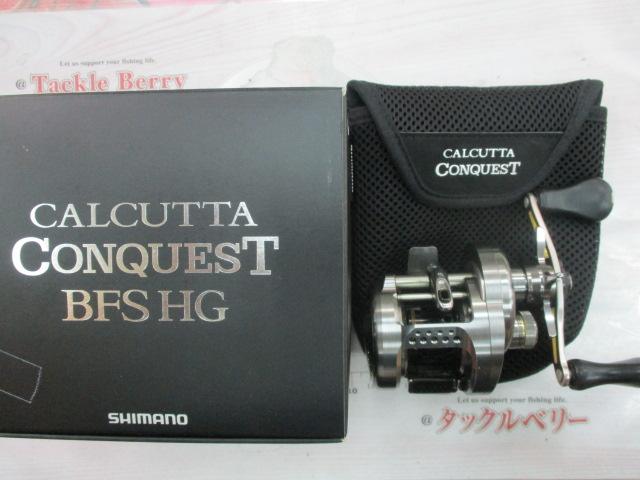 Let us support your fishing life.
@ Tackle Berry
CALCUTTA
CONQUEST
BFS HG
SHIMANO
CALCUTTA
CONQUEST
Let us support your fishing life.
@ タックルベリー